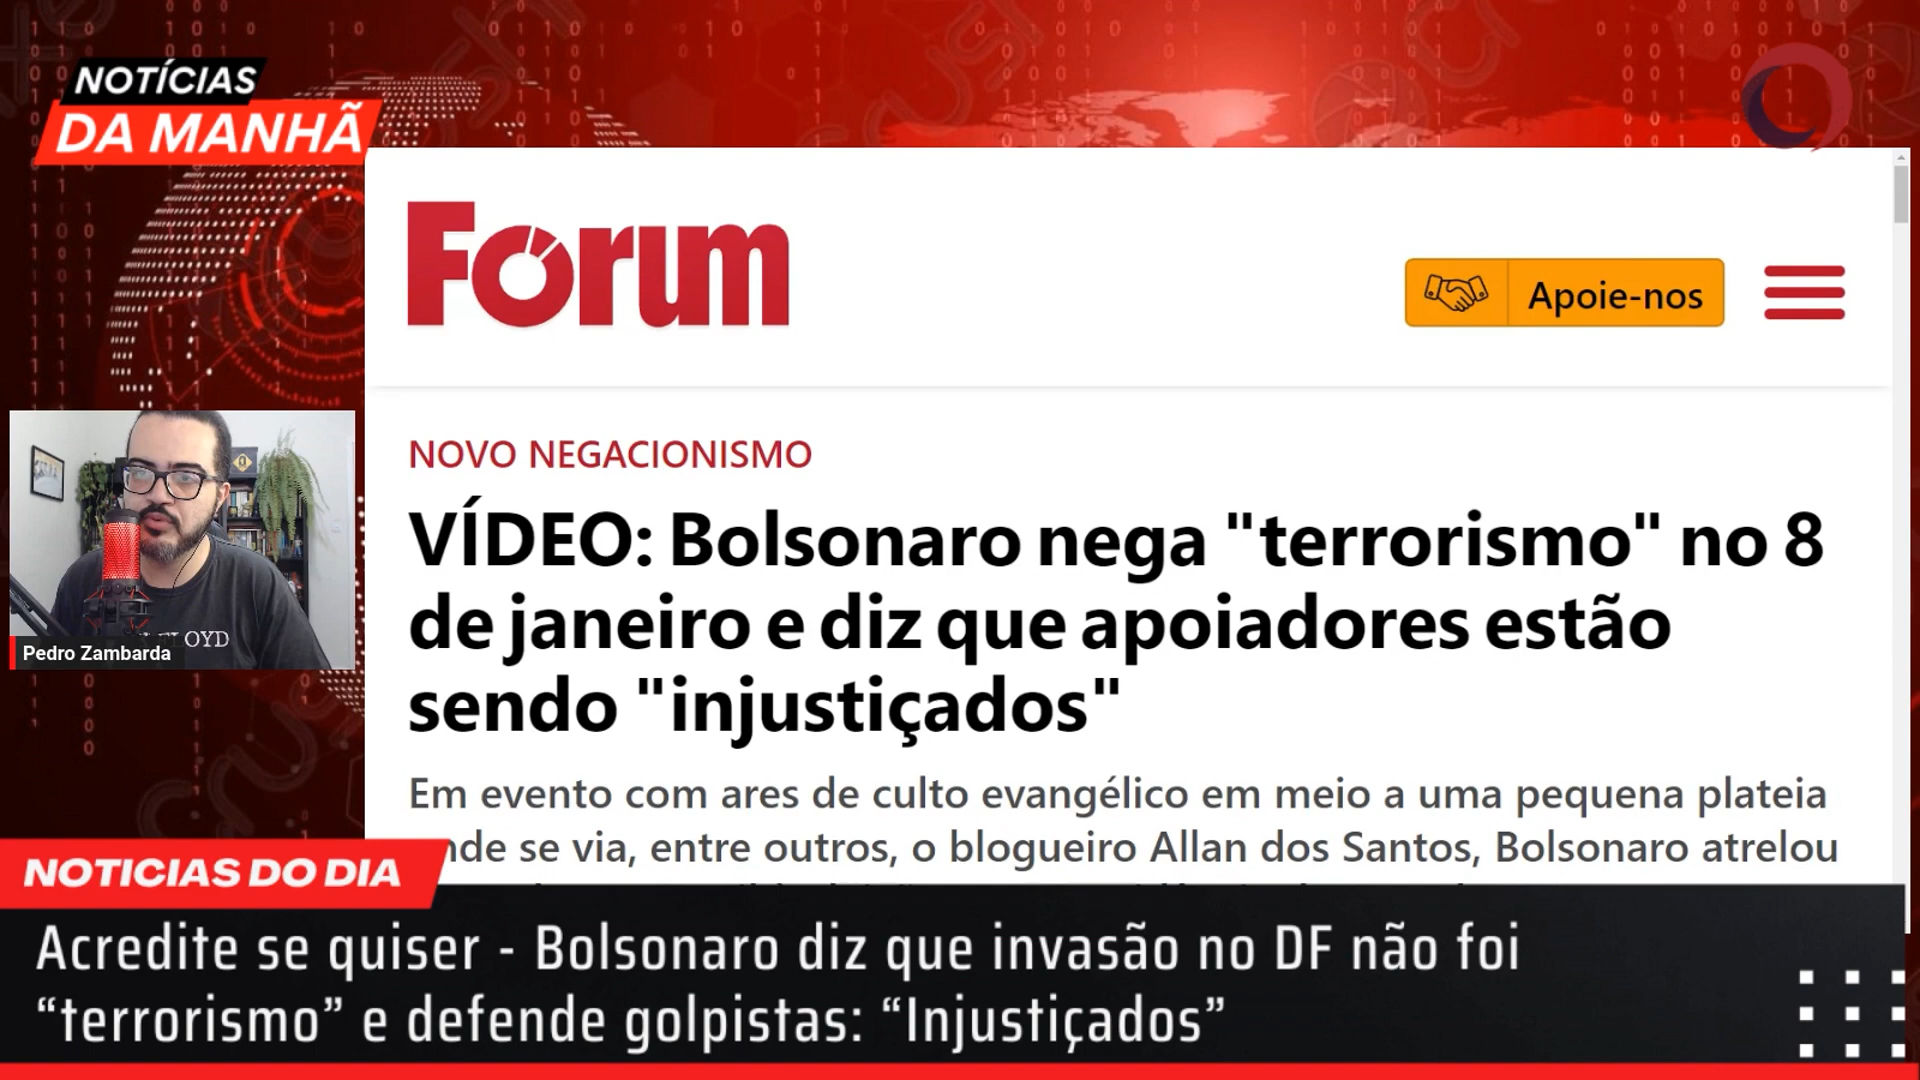 NOTÍCIAS
DA MANHÃ
Forum
Apoie-nos
NOVO NEGACIONISMO
VÍDEO: Bolsonaro nega "terrorismo" no 8
de janeiro e diz que apoiadores estão
sendo "injustiçados"
Em evento com ares de culto evangélico em meio a uma pequena plateia
nde se via, entre outros, o blogueiro Allan dos Santos, Bolsonaro atrelou
LOYD
Pedro Zambarda
NOTICIAS DO DIA
Acredite se quiser - Bolsonaro diz que invasão no DF não foi
“terrorismo” e defende golpistas: “Injustiçados”